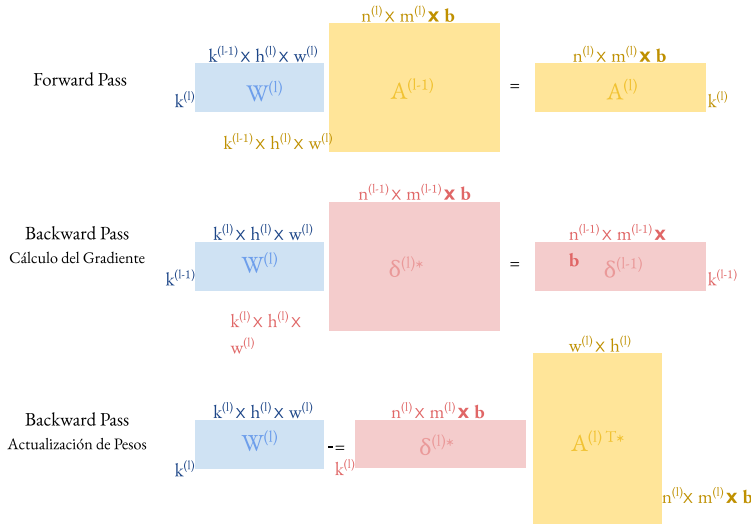 n(l) x m(l) x b
k(l-1) x h(l) x w(l)
n(l) x m(l) x b
Forward Pass
k(l)
W(l)
A(l-1)
=
A(l)
k(l)
k(l-1) x h(l) x w(l)
n(l-1) x m(l-1) x b
Backward Pass
k(l) x h(l) x w(l)
n(l-1) x m(l-1) x
b
Cálculo del Gradiente
k(l-1)
W(l)
δ(l)*
=
δ(l-1)
k(l-1)
k(l) x h(l) x
w(l)
w(l) x h(l)
Backward Pass
k(l) x h(l) x w(l)
n(l) x m(l) x b
Actualización de Pesos
k(l)
W(l)
-=
k(l)
δ(l)*
A(l) T*
n(l) x m(l) x b